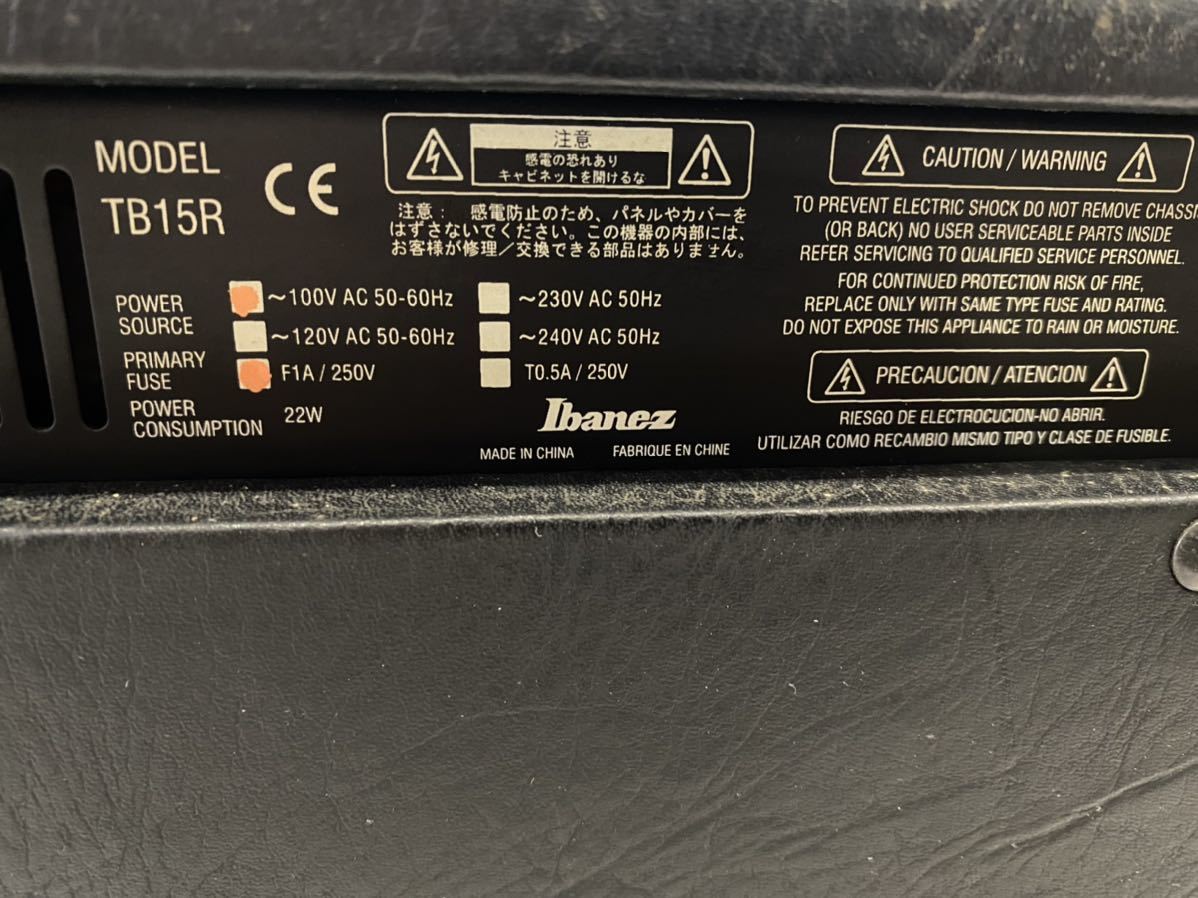 MODEL
TB15R
CE
注意
感電の恐れあり
キャビネットを開けるな
注意： 感電防止のため、パネルやカバーを
はずさないでください。この機器の内部には、
お客様が修理／交換できる部品はありません。
POWER
SOURCE
~100V AC 50-60Hz
~230V AC 50Hz
~120V AC 50-60Hz
~240V AC 50Hz
PRIMARY
FUSE
F1A / 250V
T0.5A / 250V
POWER
CONSUMPTION
22W
Ibanez
MADE IN CHINA
FABRIQUE EN CHINE
CAUTION / WARNING
TO PREVENT ELECTRIC SHOCK DO NOT REMOVE
(OR BACK) NO USER SERVICEABLE PARTS INSIDE
REFER SERVICING TO QUALIFIED SERVICE PERSONNEL.
FOR CONTINUED PROTECTION RISK OF FIRE,
REPLACE ONLY WITH SAME TYPE FUSE AND RATING.
DO NOT EXPOSE THIS APPLIANCE TO RAIN OR MOISTURE.
PRECAUCION / ATENCION
RIESGO DE ELECTROCUCION-NO ABRIR.
UTILIZAR COMO RECAMBIO MISMO TIPO Y CLASE DE FUSIBLE.